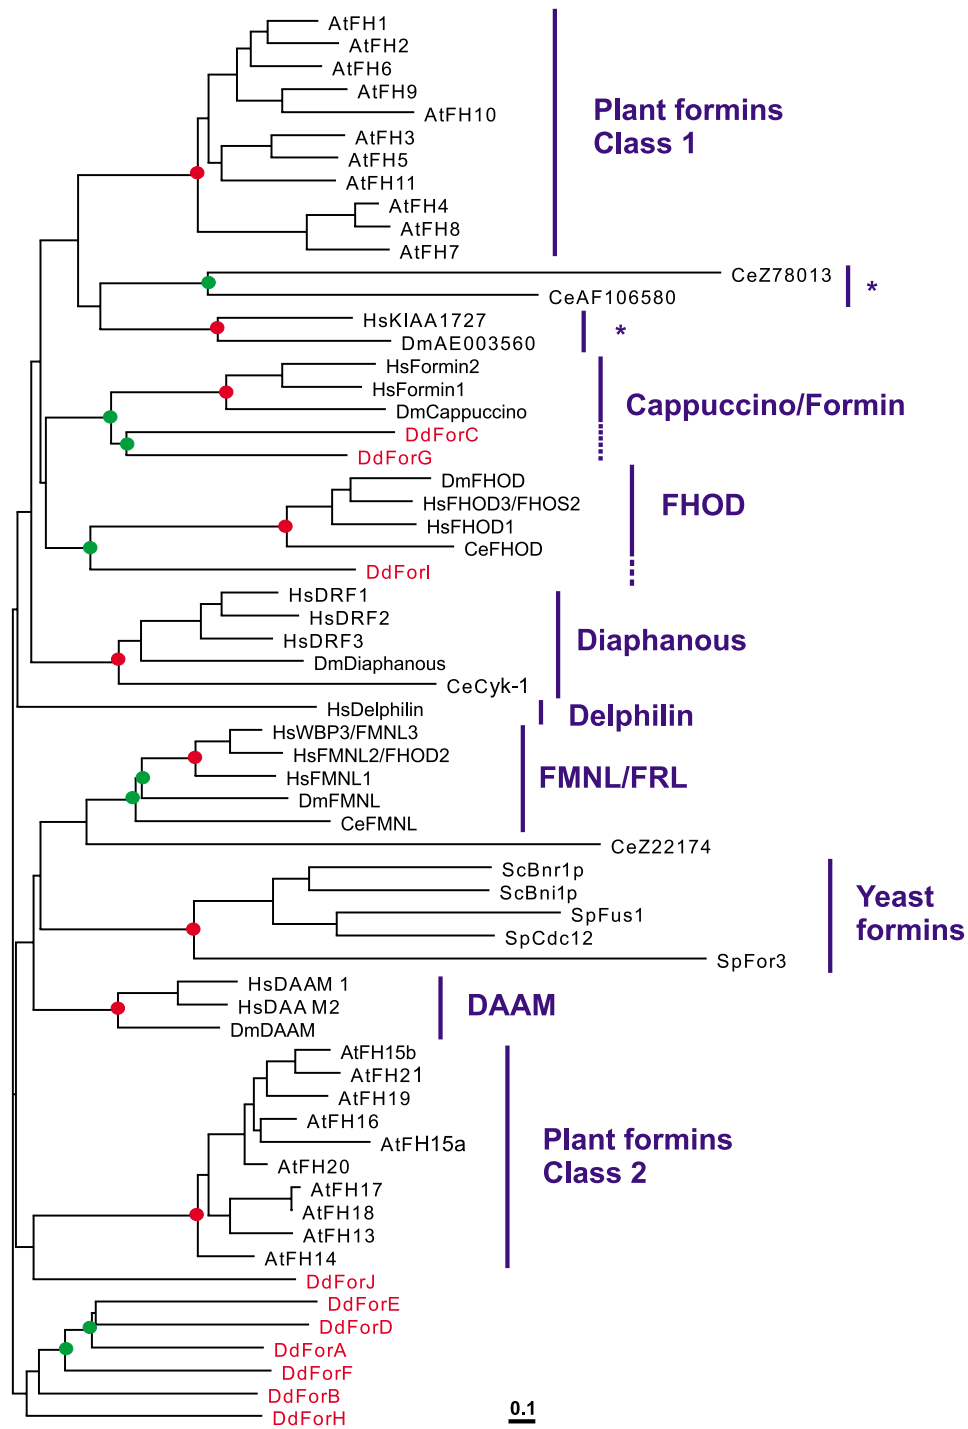 AtFH1
AtFH2
AtFH6
AtFH9
AtFH10
AtFH3
AtFH5
AtFH11
AtFH4
AtFH8
AtFH7
Plant formins
Class 1
CeZ78013
CeAF106580
*
HsKIAA1727
DmAE003560
*
HsFormin2
HsFormin1
DmCappuccino
DdForC
DdForG
Cappuccino/Formin
DmFHOD
HsFHOD3/FHOS2
HsFHOD1
CeFHOD
DdForI
FHOD
HsDRF1
HsDRF2
HsDRF3
DmDiaphanous
CeCyk-1
Diaphanous
HsDelphilin
Delphilin
HsWBP3/FMNL3
HsFMNL2/FHOD2
HsFMNL1
DmFMNL
CeFMNL
FMNL/FRL
CeZ22174
ScBnr1p
ScBni1p
SpFus1
SpCdc12
SpFor3
Yeast
formins
HsDAAM 1
HsDAA M2
DmDAAM
DAAM
AtFH15b
AtFH21
AtFH19
AtFH16
AtFH15a
AtFH20
AtFH17
AtFH18
AtFH13
AtFH14
Plant formins
Class 2
DdForJ
DdForE
DdForD
DdForA
DdForF
DdForB
DdForH
0.1